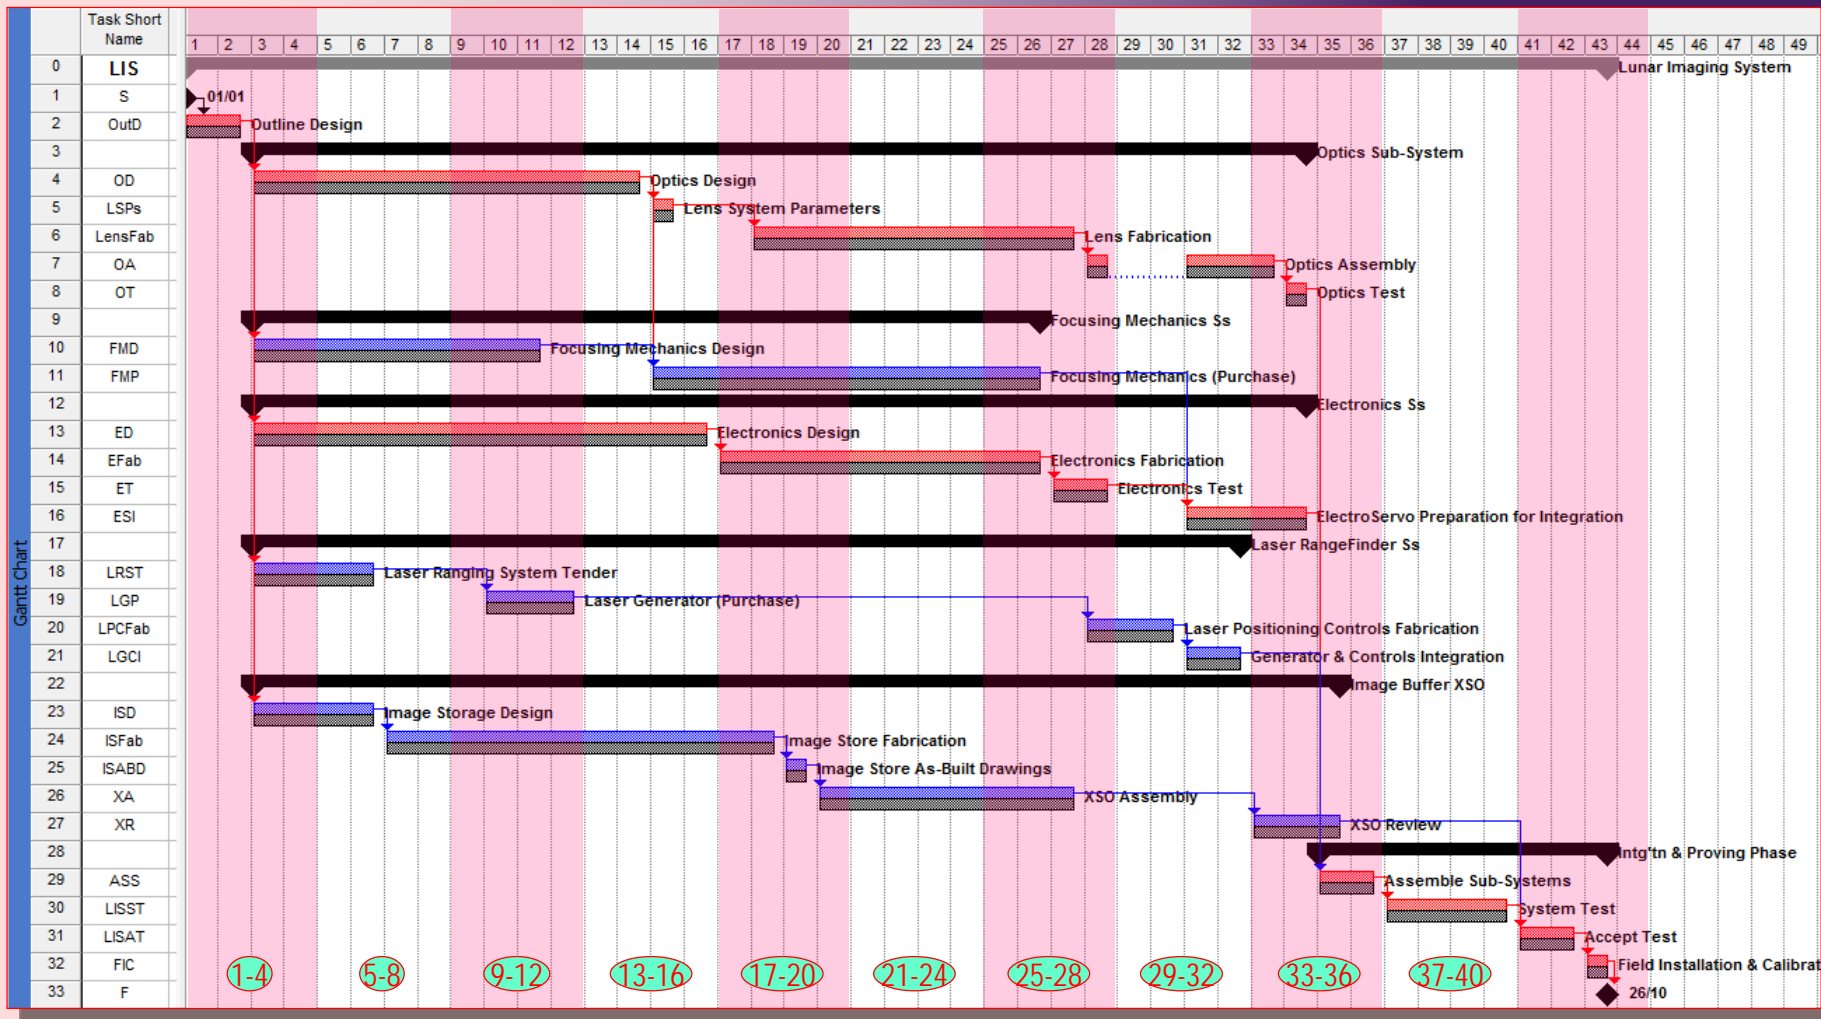 Task Short
Name
1 2 3 4 5 6 7 8 9 10 11 12 13 14 15 16 17 18 19 20 21 22 23 24 25 26 27 28 29 30 31 32 33 34 35 36 37 38 39 40 41 42 43 44 45 46 47 48 49
0 LIS Lunar Imaging System
1 S 01/01
2 OutD Outline Design
3 Optics Sub-System
4 OD Optics Design
5 LSPs Lens System Parameters
6 LensFab Lens Fabrication
7 OA Optics Assembly
8 OT Optics Test
9 Focusing Mechanics Ss
10 FMD Focusing Mechanics Design
11 FMP Focusing Mechanics (Purchase)
12 Electronics Ss
13 ED Electronics Design
14 EFab Electronics Fabrication
15 ET Electronics Test
16 ESI ElectroServo Preparation for Integration
17 Laser RangeFinder Ss
18 LRST Laser Ranging System Tender
19 LGP Laser Generator (Purchase)
20 LPCFab Laser Positioning Controls Fabrication
21 LGCI Generator & Controls Integration
22 Image Buffer XSO
23 ISD Image Storage Design
24 ISFab Image Store Fabrication
25 ISABD Image Store As-Built Drawings
26 XA XSO Assembly
27 XR XSO Review
28 Intg'tn & Proving Phase
29 ASS Assemble Sub-Systems
30 LISST System Test
31 LISAT Accept Test
32 FIC Field Installation & Calibrat
33 F 26/10
1-4 5-8 9-12 13-16 17-20 21-24 25-28 29-32 33-36 37-40
Gantt Chart